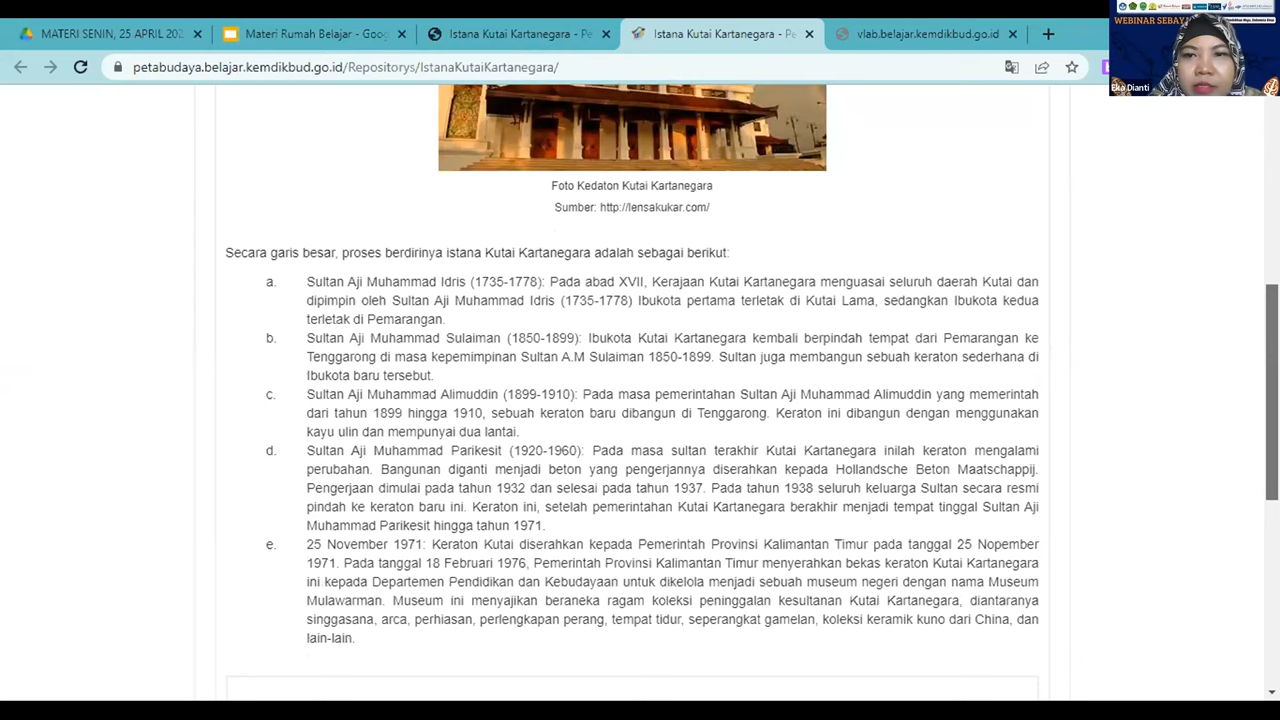 MATERI SENIN, 25 APRIL 202
Materi Rumah Belajar - Goog
Istana Kutai Kartanegara - Pe
Istana Kutai Kartanegara - Pe
vlab.belajar.kemdikbud.go.id
petabudaya.belajar.kemdikbud.go.id/Repositorys/IstanaKutaiKartanegara/
WEBINAR SEBAY
Eka Dianti
Foto Kedaton Kutai Kartanegara
Sumber: http://lensakukar.com/
Secara garis besar, proses berdirinya istana Kutai Kartanegara adalah sebagai berikut:
a. Sultan Aji Muhammad Idris (1735-1778): Pada abad XVII, Kerajaan Kutai Kartanegara menguasai seluruh daerah Kutai dan
dipimpin oleh Sultan Aji Muhammad Idris (1735-1778) Ibukota pertama terletak di Kutai Lama, sedangkan Ibukota kedua
terletak di Pemarangan.
b. Sultan Aji Muhammad Sulaiman (1850-1899): Ibukota Kutai Kartanegara kembali berpindah tempat dari Pemarangan ke
Tenggarong di masa kepemimpinan Sultan A.M Sulaiman 1850-1899. Sultan juga membangun sebuah keraton sederhana di
Ibukota baru tersebut.
c. Sultan Aji Muhammad Alimuddin (1899-1910): Pada masa pemerintahan Sultan Aji Muhammad Alimuddin yang memerintah
dari tahun 1899 hingga 1910, sebuah keraton baru dibangun di Tenggarong. Keraton ini dibangun dengan menggunakan
kayu ulin dan mempunyai dua lantai.
d. Sultan Aji Muhammad Parikesit (1920-1960): Pada masa sultan terakhir Kutai Kartanegara inilah keraton mengalami
perubahan. Bangunan diganti menjadi beton yang pengerjannya diserahkan kepada Hollandsche Beton Maatschappij.
Pengerjaan dimulai pada tahun 1932 dan selesai pada tahun 1937. Pada tahun 1938 seluruh keluarga Sultan secara resmi
pindah ke keraton baru ini. Keraton ini, setelah pemerintahan Kutai Kartanegara berakhir menjadi tempat tinggal Sultan Aji
Muhammad Parikesit hingga tahun 1971.
e. 25 November 1971: Keraton Kutai diserahkan kepada Pemerintah Provinsi Kalimantan Timur pada tanggal 25 Nopember
1971. Pada tanggal 18 Februari 1976, Pemerintah Provinsi Kalimantan Timur menyerahkan bekas keraton Kutai Kartanegara
ini kepada Departemen Pendidikan dan Kebudayaan untuk dikelola menjadi sebuah museum negeri dengan nama Museum
Mulawarman. Museum ini menyajikan beraneka ragam koleksi peninggalan kesultanan Kutai Kartanegara, diantaranya
singgasana, arca, perhiasan, perlengkapan perang, tempat tidur, seperangkat gamelan, koleksi keramik kuno dari China, dan
lain-lain.